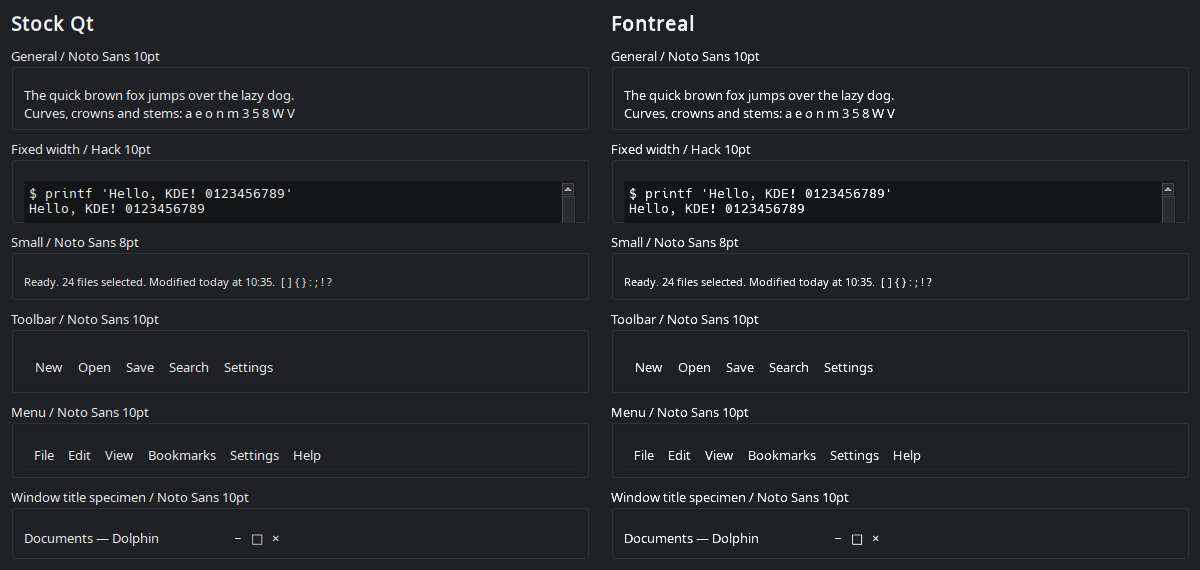 Stock Qt
General / Noto Sans 10pt
The quick brown fox jumps over the lazy dog.
Curves, crowns and stems: a e o n m 3 5 8 W V
Fixed width / Hack 10pt
$ printf 'Hello, KDE! 0123456789'
Hello, KDE! 0123456789
Small / Noto Sans 8pt
Ready. 24 files selected. Modified today at 10:35. [ ] { } : ; ! ?
Toolbar / Noto Sans 10pt
New Open Save Search Settings
Menu / Noto Sans 10pt
File Edit View Bookmarks Settings Help
Window title specimen / Noto Sans 10pt
Documents — Dolphin − □ ×
Fontreal
General / Noto Sans 10pt
The quick brown fox jumps over the lazy dog.
Curves, crowns and stems: a e o n m 3 5 8 W V
Fixed width / Hack 10pt
$ printf 'Hello, KDE! 0123456789'
Hello, KDE! 0123456789
Small / Noto Sans 8pt
Ready. 24 files selected. Modified today at 10:35. [ ] { } : ; ! ?
Toolbar / Noto Sans 10pt
New Open Save Search Settings
Menu / Noto Sans 10pt
File Edit View Bookmarks Settings Help
Window title specimen / Noto Sans 10pt
Documents — Dolphin − □ ×